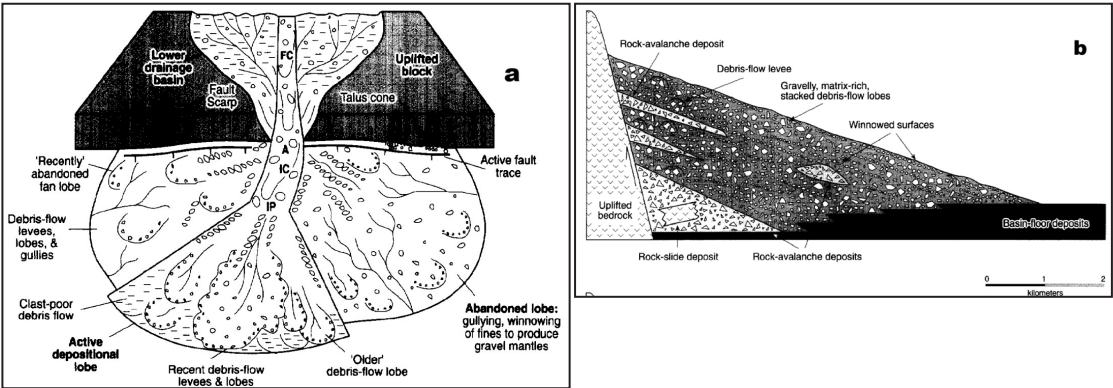 a
Lower
drainage
basin
Uplifted
block
FC
Fault
Scarp
Talus cone
A
IC
IP
Active fault
trace
'Recently'
abandoned
fan lobe
Debris-flow
levees,
lobes, &
gullies
Clast-poor
debris flow
Active
depositional
lobe
Recent debris-flow
levees & lobes
'Older'
debris-flow lobe
Abandoned lobe:
gullying, winnowing
of fines to produce
gravel mantles
b
Rock-avalanche deposit
Debris-flow levee
Gravelly, matrix-rich,
stacked debris-flow lobes
Winnowed surfaces
Uplifted
bedrock
Basin-floor deposits
Rock-slide deposit
Rock-avalanche deposits
0 1 2
kilometers